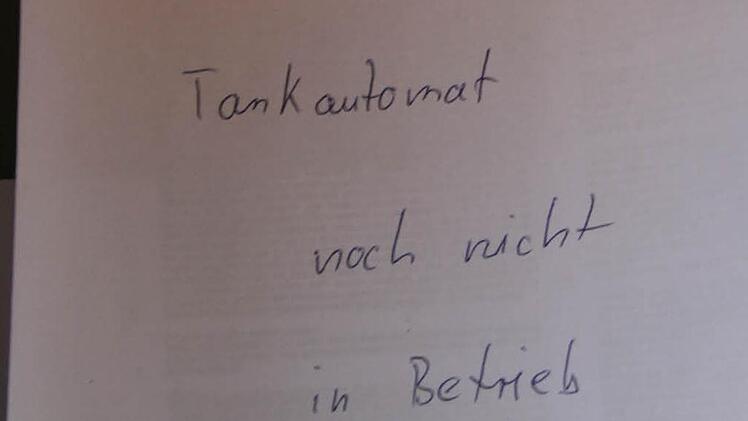 Tankautomat
noch nicht
in Betrieb